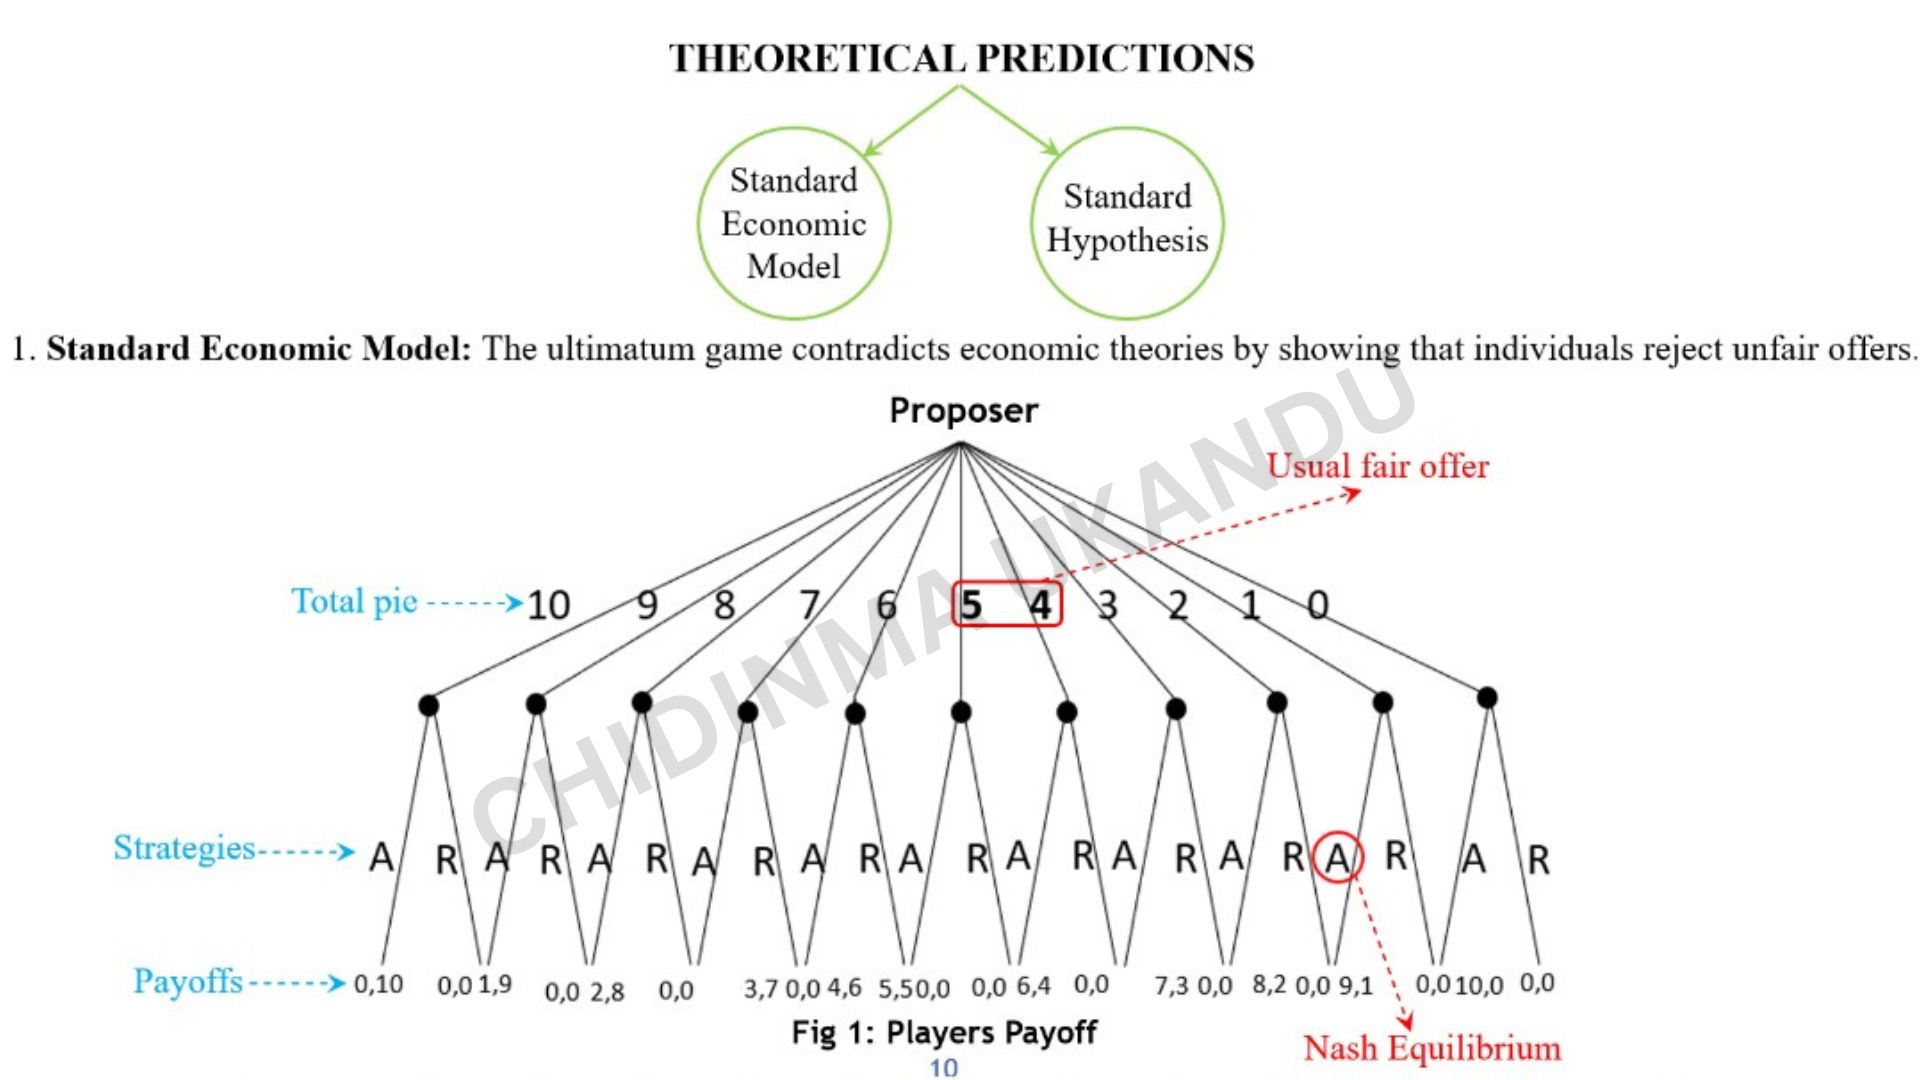 THEORETICAL PREDICTIONS
Standard
Economic
Model
Standard
Hypothesis
1. Standard Economic Model: The ultimatum game contradicts economic theories by showing that individuals reject unfair offers.
Proposer
Usual fair offer
Total pie 10 9 8 7 6 5 4 3 2 1 0
Strategies A R A R A R A R A R A R A R A R A R A R A R
Payoffs 0,10 0,0 1,9 0,0 2,8 0,0 3,7 0,0 4,6 5,5 0,0 0,0 6,4 0,0 7,3 0,0 8,2 0,0 9,1 0,0 10,0 0,0
Nash Equilibrium
Fig 1: Players Payoff
10
CHIDINMA UKANDU